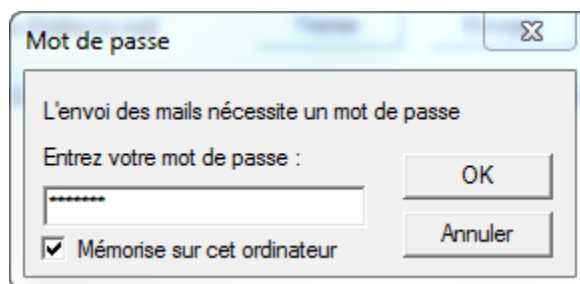 Mot de passe
L'envoi des mails nécessite un mot de passe
Entrez votre mot de passe :
*******
OK
Mémorise sur cet ordinateur
Annuler